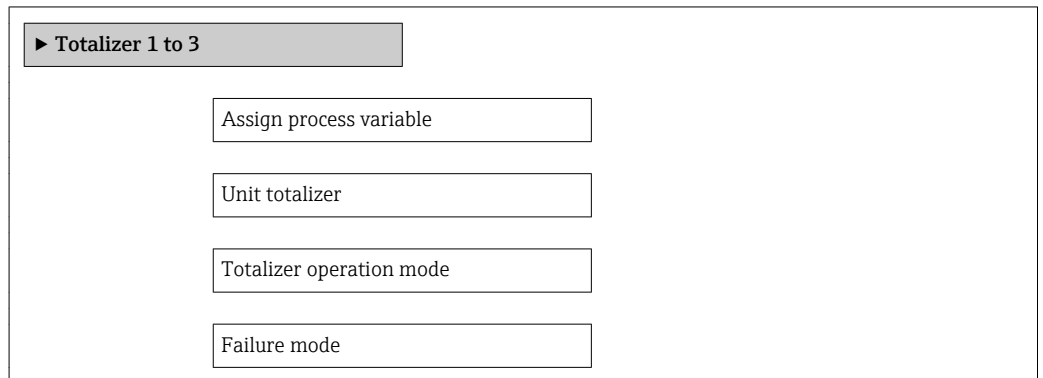 ▶ Totalizer 1 to 3
Assign process variable
Unit totalizer
Totalizer operation mode
Failure mode